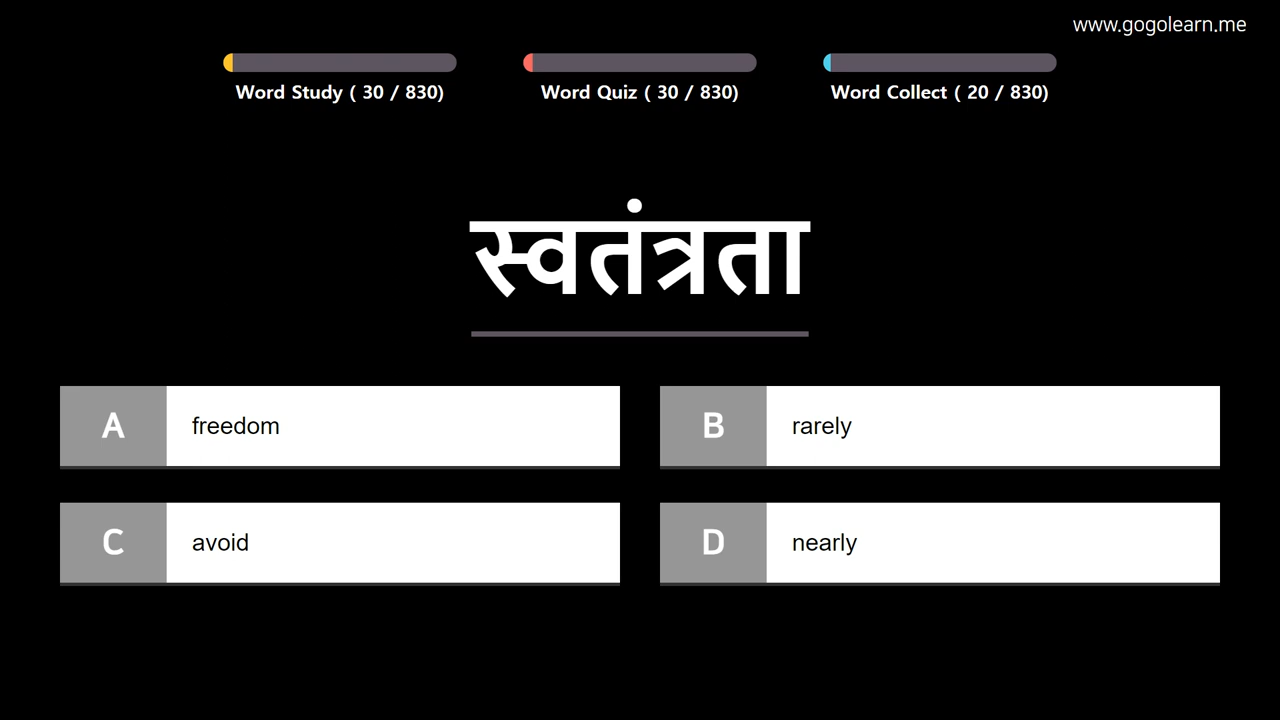 www.gogolearn.me
Word Study ( 30 / 830)
Word Quiz ( 30 / 830)
Word Collect ( 20 / 830)
स्वतंत्रता
A freedom
B rarely
C avoid
D nearly